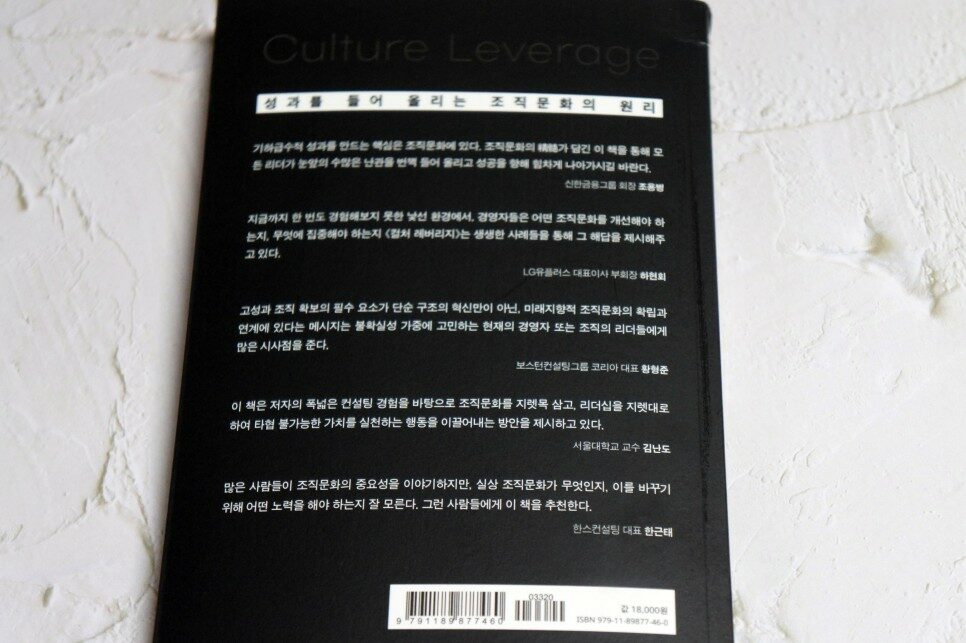 Culture Leverage
성과를 들어 올리는 조직문화의 원리
기하급수적 성과를 만드는 핵심은 조직문화에 있다. 조직문화의 精髓가 담긴 이 책을 통해 모
든 리더가 눈앞의 수많은 난관을 번쩍 들어 올리고 성공을 향해 힘차게 나아가시길 바란다.
신한금융그룹 회장 조용병
지금까지 한 번도 경험해보지 못한 낯선 환경에서, 경영자들은 어떤 조직문화를 개선해야 하
는지, 무엇에 집중해야 하는지 《컬처 레버리지》는 생생한 사례들을 통해 그 해답을 제시해주
고 있다.
LG유플러스 대표이사 부회장 하현회
고성과 조직 확보의 필수 요소가 단순 구조의 혁신만이 아닌, 미래지향적 조직문화의 확립과
연계에 있다는 메시지는 불확실성 가중에 고민하는 현재의 경영자 또는 조직의 리더들에게
많은 시사점을 준다.
보스턴컨설팅그룹 코리아 대표 황형준
이 책은 저자의 폭넓은 컨설팅 경험을 바탕으로 조직문화를 지렛목 삼고, 리더십을 지렛대로
하여 타협 불가능한 가치를 실천하는 행동을 이끌어내는 방안을 제시하고 있다.
서울대학교 교수 김난도
많은 사람들이 조직문화의 중요성을 이야기하지만, 실상 조직문화가 무엇인지, 이를 바꾸기
위해 어떤 노력을 해야 하는지 잘 모른다. 그런 사람들에게 이 책을 추천한다.
한스컨설팅 대표 한근태
03320
9 791189 877460
값 18,000원
ISBN 979-11-89877-46-0